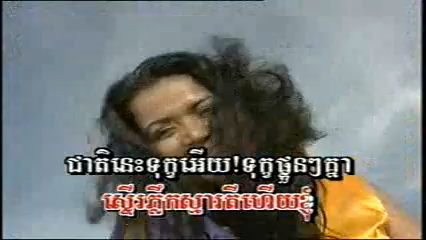 ជាតិនេះទុក្ខអើយ!ទុក្ខផ្ទួនៗគ្នា
ស្ទើរភ្លឹកស្មារតីហើយខ្ញុំ